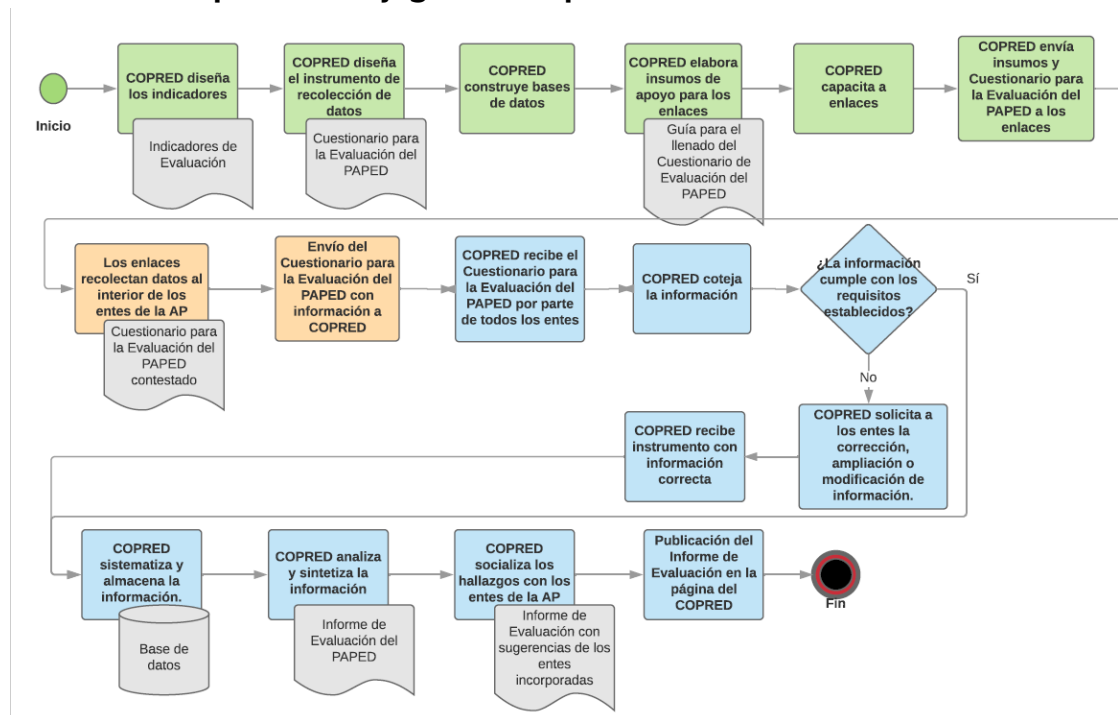 COPRED diseña
los indicadores
COPRED diseña
el instrumento de
recolección de
datos
COPRED
construye bases
de datos
COPRED elabora
insumos de
apoyo para los
enlaces
COPRED
capacita a
enlaces
COPRED envía
insumos y
Cuestionario para
la Evaluación del
PAPED a los
enlaces
Inicio
Indicadores de
Evaluación
Cuestionario para
la Evaluación del
PAPED
Guía para el
llenado del
Cuestionario de
Evaluación del
PAPED
Los enlaces
recolectan datos al
interior de los
entes de la AP
Envío del
Cuestionario para
la Evaluación del
PAPED con
información a
COPRED
COPRED recibe el
Cuestionario para
la Evaluación del
PAPED por parte
de todos los entes
COPRED coteja
la información
¿La información
cumple con los
requisitos
establecidos?
Sí
Cuestionario para
la Evaluación del
PAPED
contestado
No
COPRED solicita a
los entes la
corrección,
ampliación o
modificación de
información.
COPRED recibe
instrumento con
información
correcta
COPRED
sistematiza y
almacena la
información.
COPRED analiza
y sintetiza la
información
COPRED
socializa los
hallazgos con los
entes de la AP
Publicación del
Informe de
Evaluación en la
página del
COPRED
Fin
Base de
datos
Informe de
Evaluación del
PAPED
Informe de
Evaluación con
sugerencias de los
entes
incorporadas